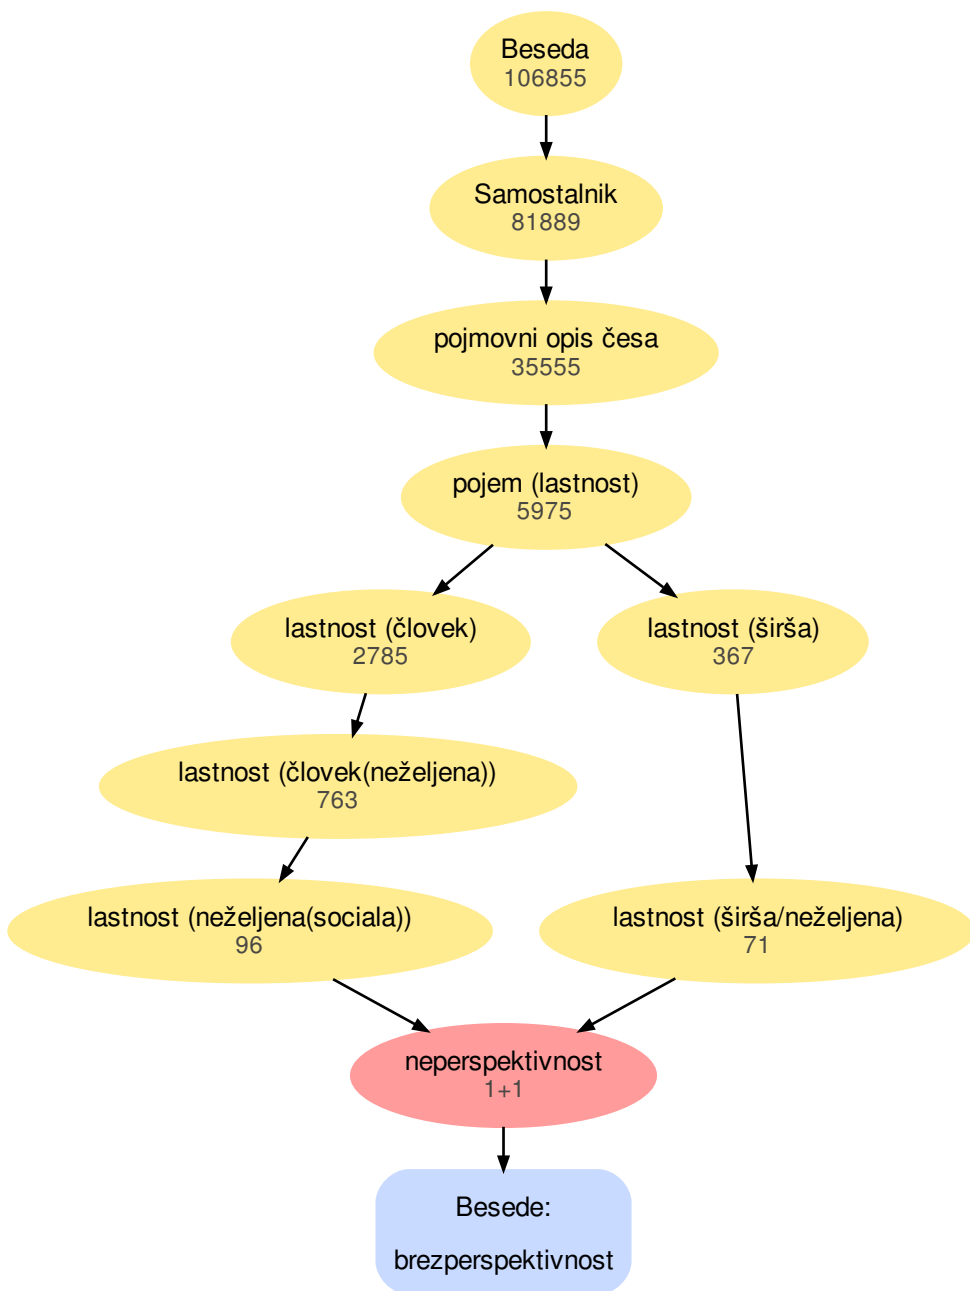 Beseda
106855
Samostalnik
81889
pojmovni opis česa
35555
pojem (lastnost)
5975
lastnost (človek)
2785
lastnost (širša)
367
lastnost (človek(neželjena))
763
lastnost (neželjena(sociala))
96
lastnost (širša/neželjena)
71
neperspektivnost
1+1
Besede:
brezperspektivnost